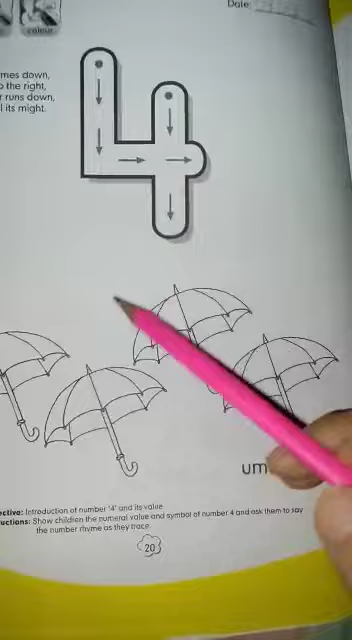 colour
Date
mes down,
o the right,
r runs down,
l its might.
4
um
ective: Introduction of number '4' and its value
uctions: Show children the numeral value and symbol of number 4 and ask them to say
the number rhyme as they trace.
20